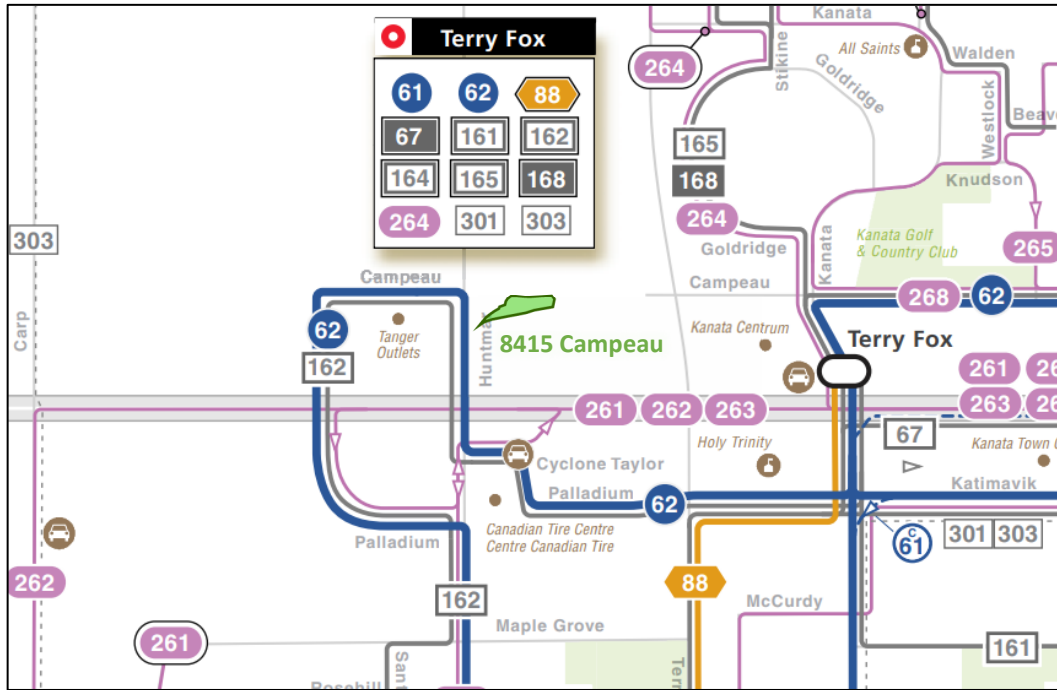 Terry Fox
61 62 88
67 161 162
164 165 168
264 301 303
Kanata
All Saints
Walden
264
Stikine
Goldridge
Westlock
165
168
Knudson
303
264
Goldridge
Kanata
Kanata Golf
& Country Club
265
Campeau
Campeau
268 62
Carp
62
Tanger
Outlets
Huntmar
8415 Campeau
Kanata Centrum
Terry Fox
162
261
261 262 263
263
67
Holy Trinity
Kanata Town
Cyclone Taylor
Palladium
62
Katimavik
Canadian Tire Centre
Centre Canadian Tire
Palladium
C
61
301 303
262
88
162
McCurdy
Maple Grove
261
161